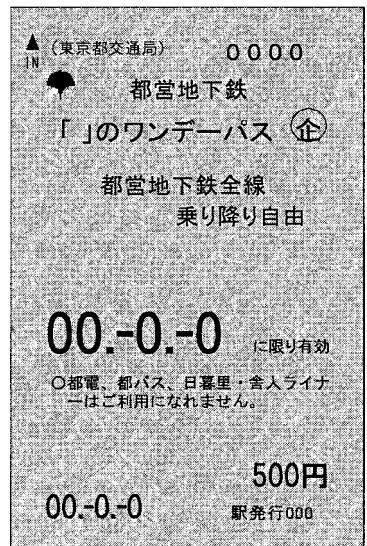 (東京都交通局) 0000
IN
都営地下鉄
「 」のワンデーパス 企
都営地下鉄全線
乗り降り自由
00.-0.-0 に限り有効
○都電、都バス、日暮里・舎人ライナ
ーはご利用になれません。
500円
00.-0.-0 駅発行000